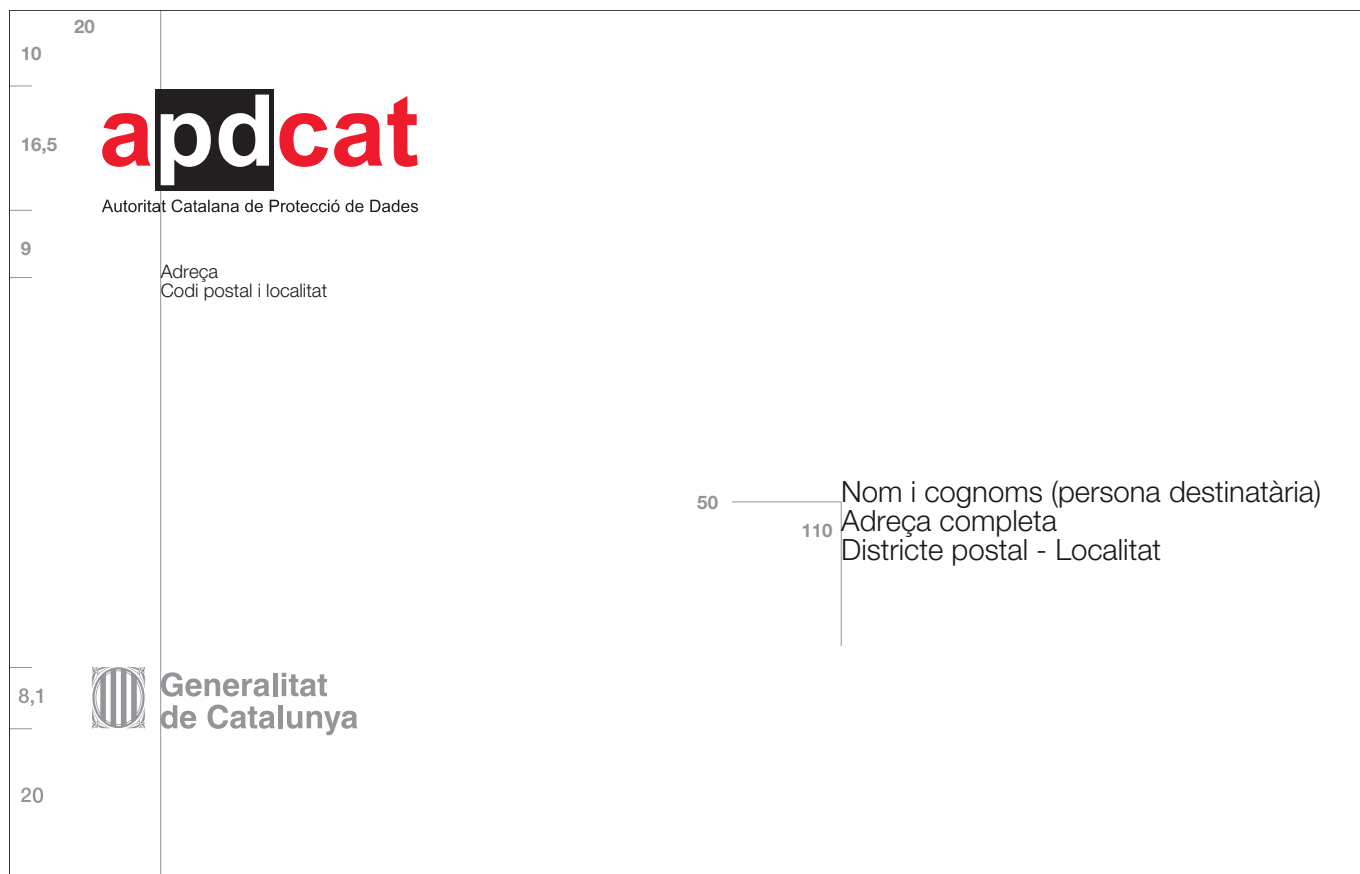 20
10
16,5
apdcat
Autoritat Catalana de Protecció de Dades
9
Adreça
Codi postal i localitat
50
110
Nom i cognoms (persona destinatària)
Adreça completa
Districte postal - Localitat
8,1
Generalitat
de Catalunya
20